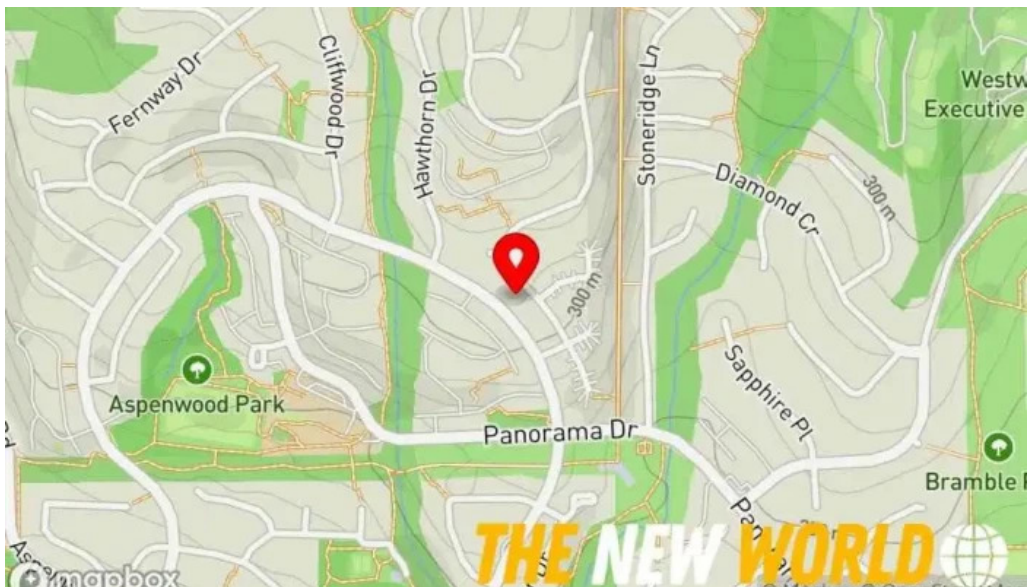 Fernway Dr
Cliffwood Dr
Hawthorn Dr
Stoneridge Ln
Westw
Executive
Diamond Cr
300 m
300 m
Sapphire Pl
Aspenwood Park
Panorama Dr
Bramble
Pan
THE NEW WORLD
mapbox